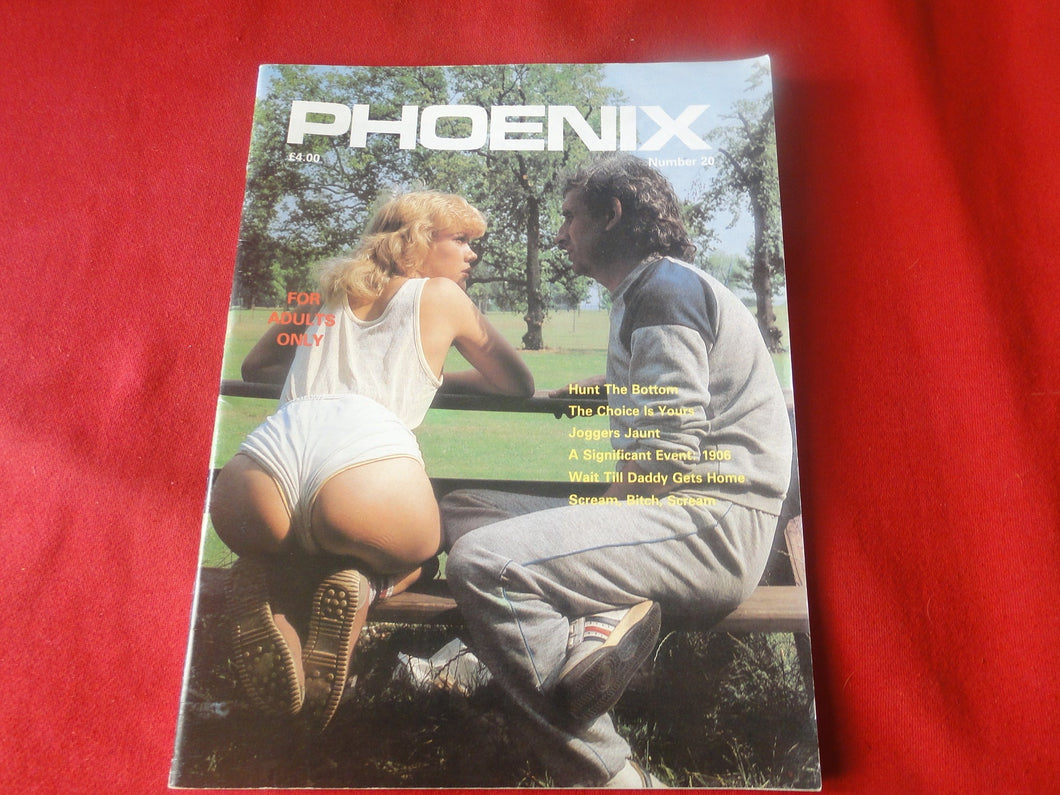 PHOENIX
£4.00
Number 20
FOR
ADULTS
ONLY
Hunt The Bottom
The Choice Is Yours
Joggers Jaunt
A Significant Event: 1906
Wait Till Daddy Gets Home
Scream, Bitch, Scream